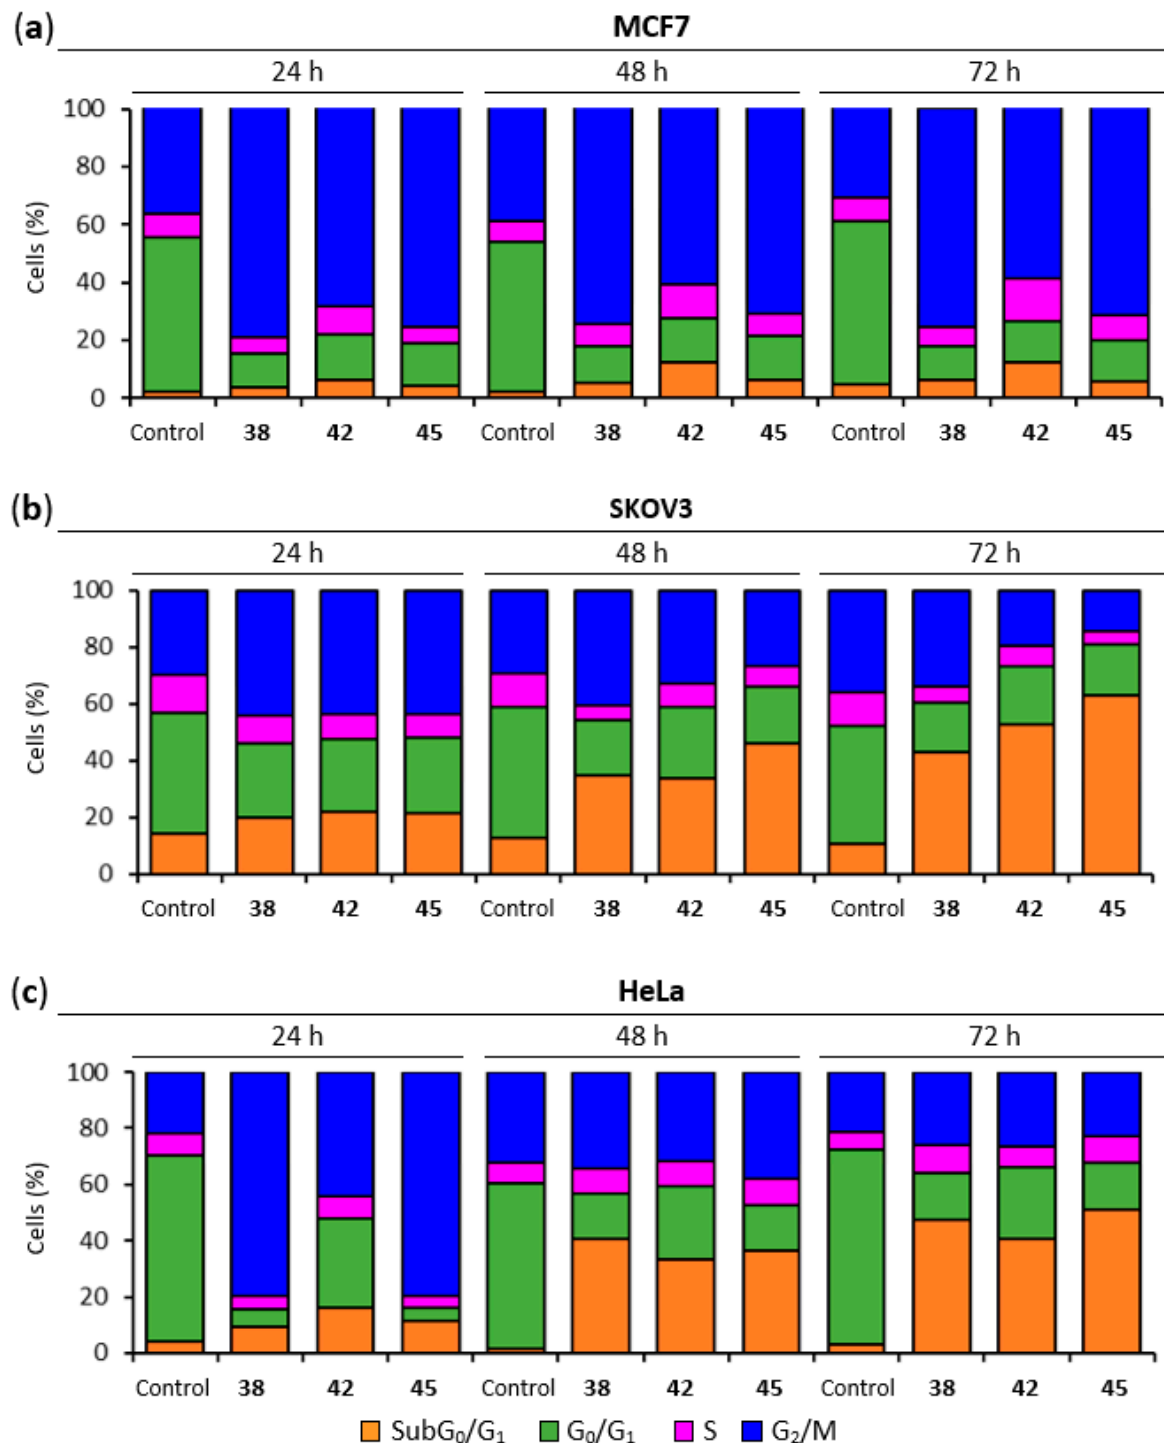 (a) MCF7
24 h 48 h 72 h
100
80
60
40
20
0
Cells (%)
Control 38 42 45 Control 38 42 45 Control 38 42 45
(b) SKOV3
24 h 48 h 72 h
100
80
60
40
20
0
Cells (%)
Control 38 42 45 Control 38 42 45 Control 38 42 45
(c) HeLa
24 h 48 h 72 h
100
80
60
40
20
0
Cells (%)
Control 38 42 45 Control 38 42 45 Control 38 42 45
SubG₀/G₁ G₀/G₁ S G₂/M